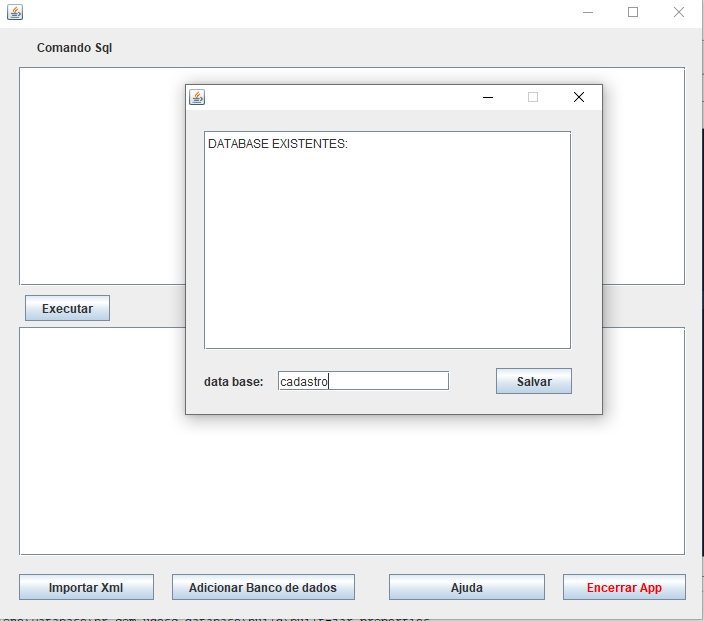 Comando Sql
DATABASE EXISTENTES:
Executar
data base: cadastro Salvar
Importar Xml Adicionar Banco de dados Ajuda Encerrar App